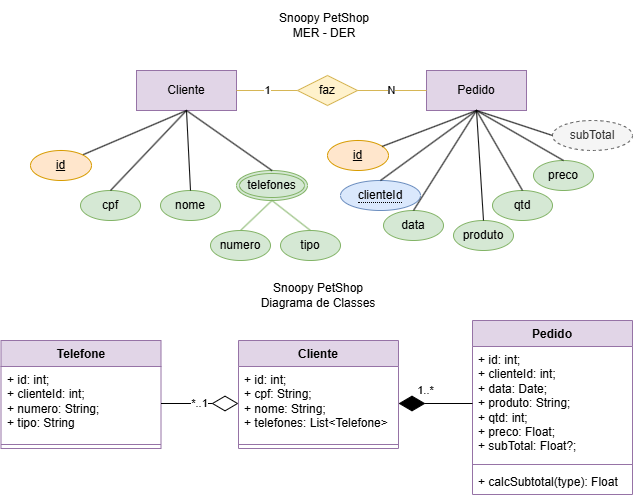 Snoopy PetShop
MER - DER
Cliente
1
faz
N
Pedido
subTotal
id
id
telefones
preco
clienteId
cpf
nome
qtd
data
produto
numero
tipo
Snoopy PetShop
Diagrama de Classes
Telefone
+ id: int;
+ clienteId: int;
+ numero: String;
+ tipo: String
*..1
Cliente
+ id: int;
+ cpf: String;
+ nome: String;
+ telefones: List<Telefone>
1..*
Pedido
+ id: int;
+ clienteId: int;
+ data: Date;
+ produto: String;
+ qtd: int;
+ preco: Float;
+ subTotal: Float?;
+ calcSubtotal(type): Float